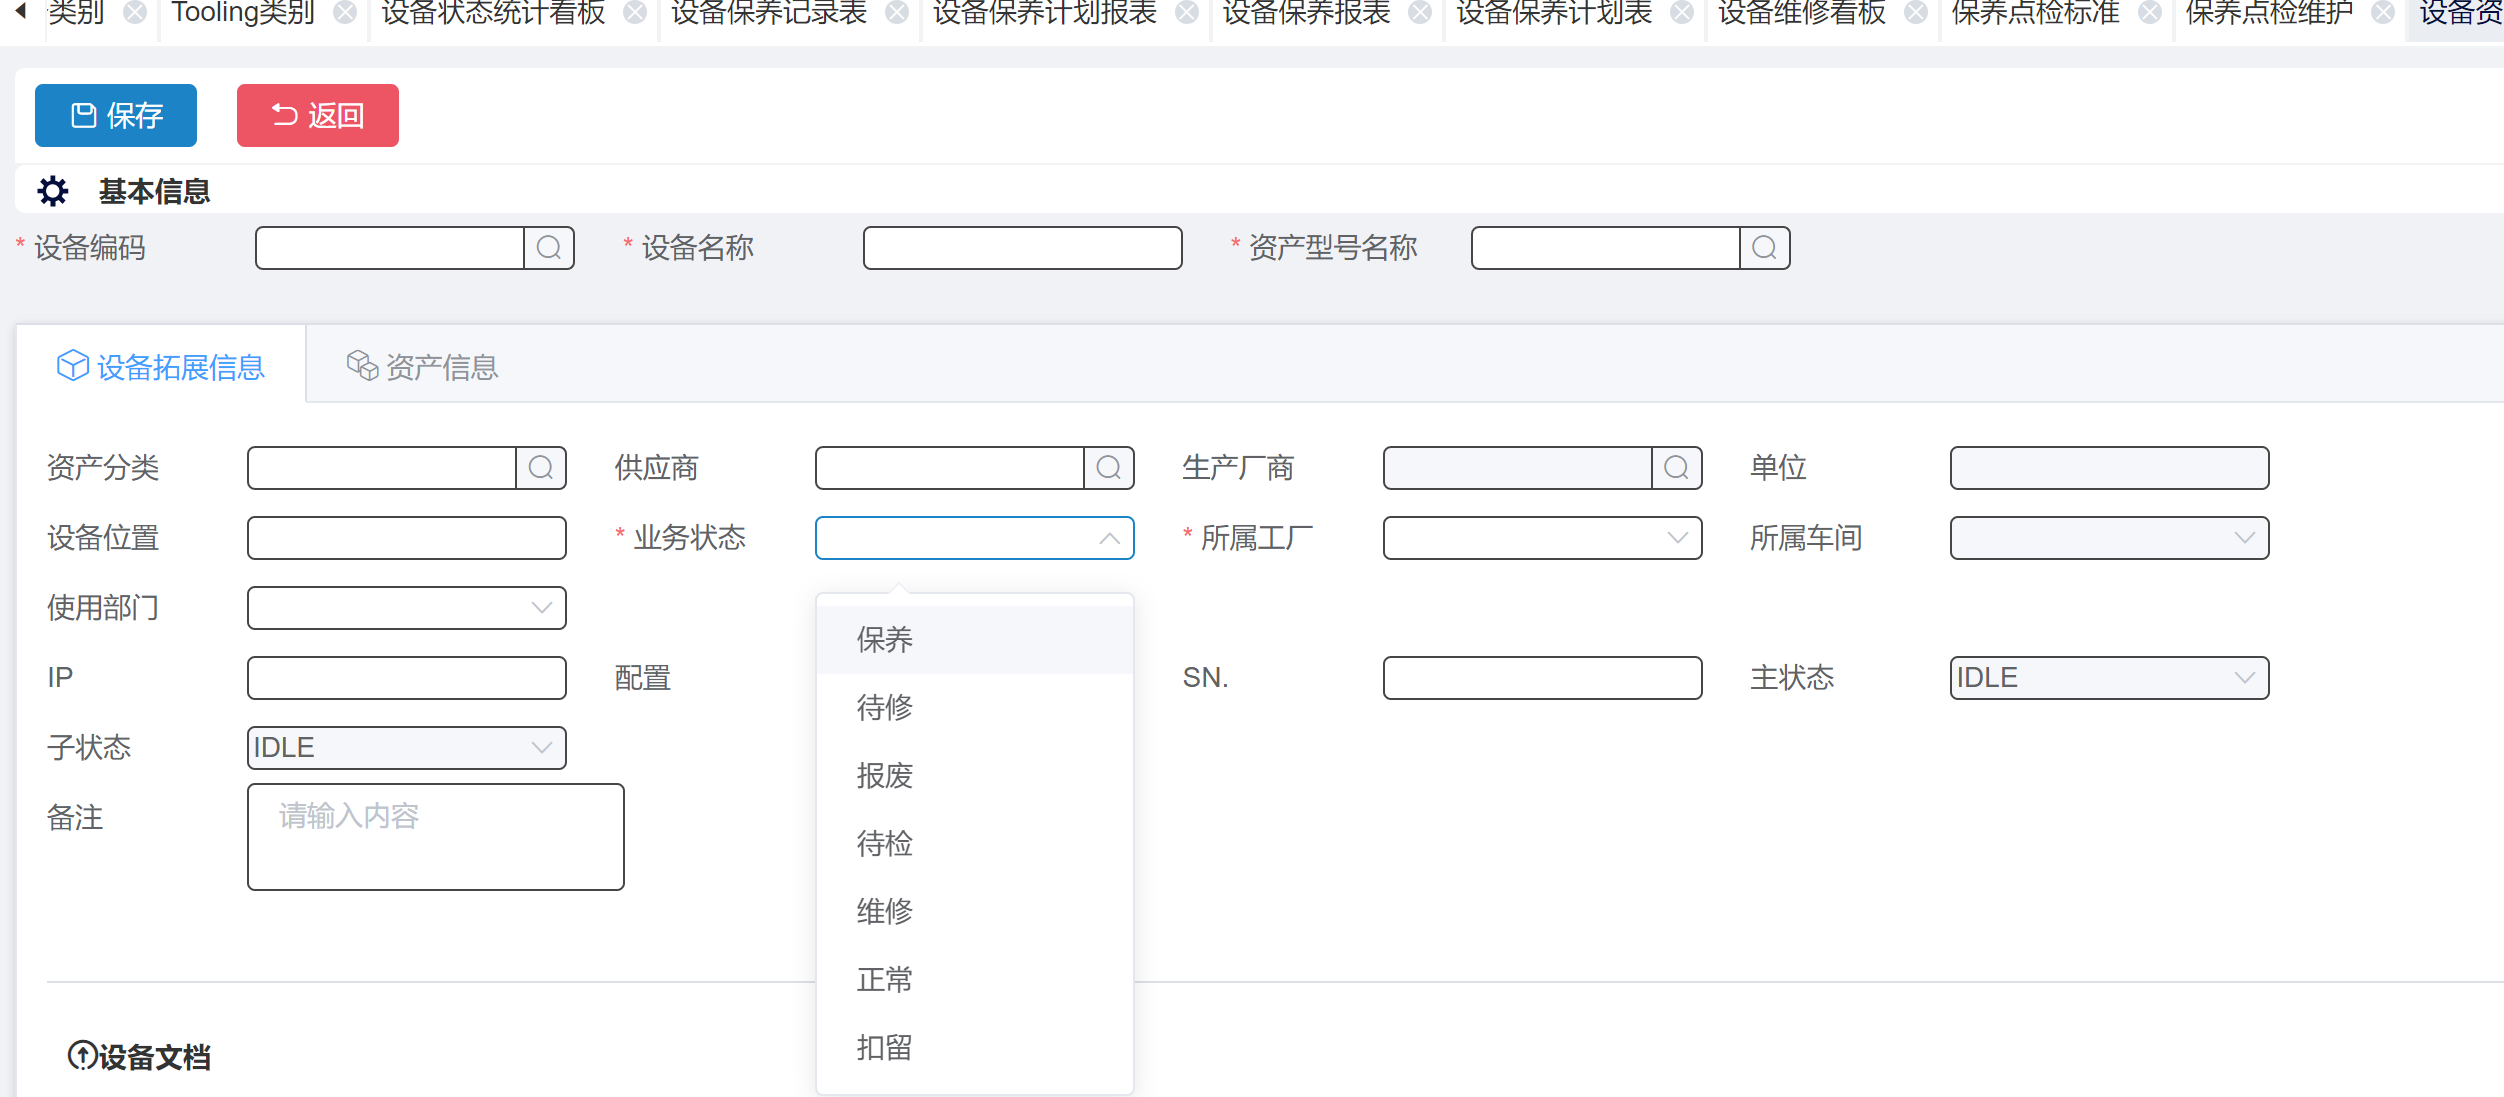 类别 Tooling类别 设备状态统计看板 设备保养记录表 设备保养计划报表 设备保养报表 设备保养计划表 设备维修看板 保养点检标准 保养点检维护 设备资
保存 返回
基本信息
* 设备编码 * 设备名称 * 资产型号名称
设备拓展信息 资产信息
资产分类 供应商 生产厂商 单位
设备位置 * 业务状态 * 所属工厂 所属车间
使用部门
保养
IP 配置 SN. 主状态 IDLE
待修
子状态 IDLE
报废
备注 请输入内容
待检
维修
正常
扣留
设备文档